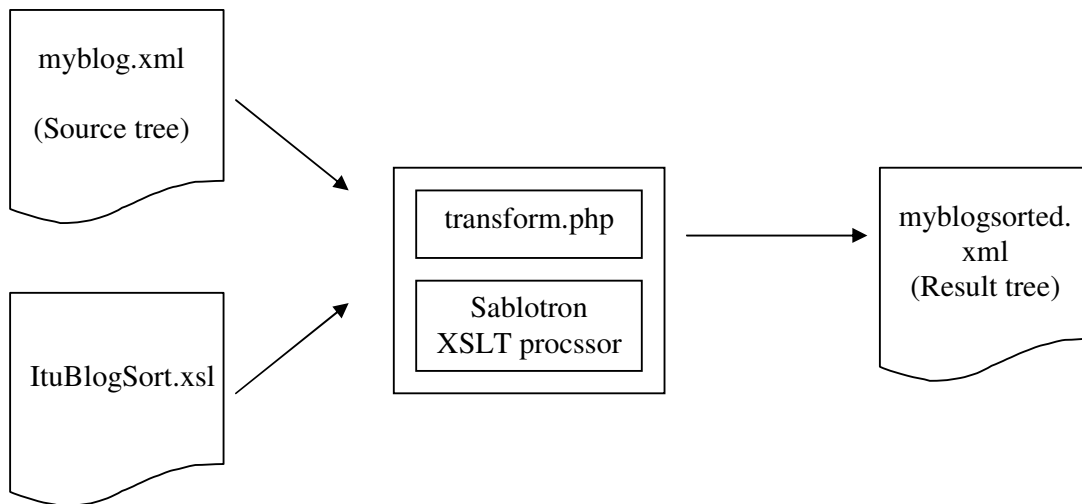 myblog.xml
(Source tree)
ItuBlogSort.xsl
transform.php
Sablotron
XSLT procssor
myblogsorted.
xml
(Result tree)